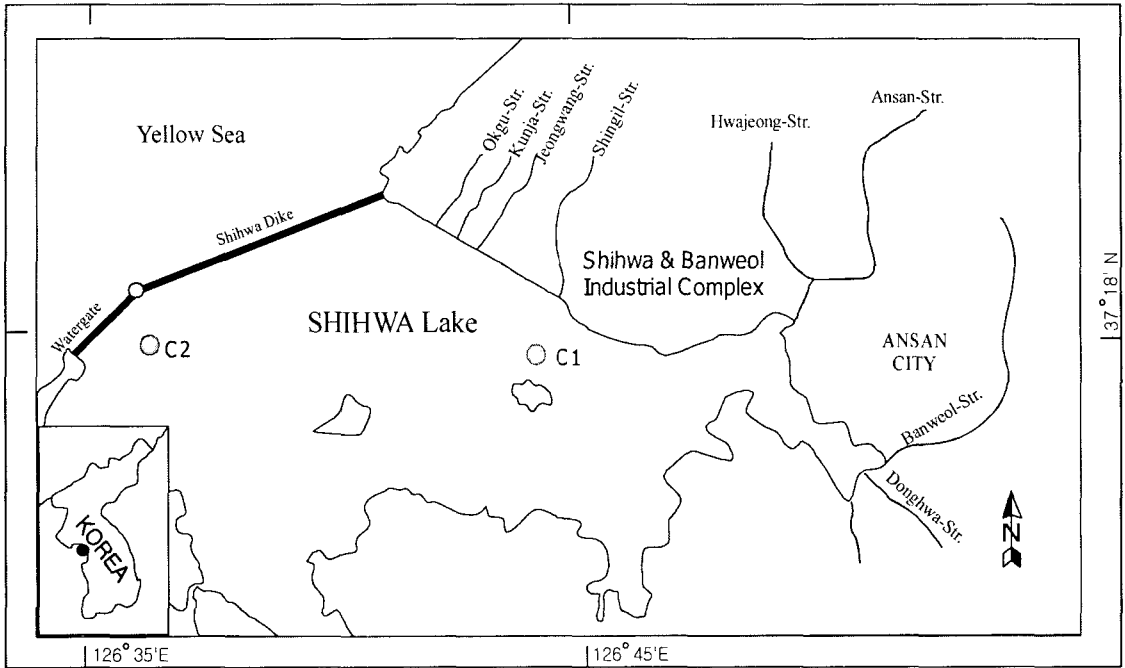 Yellow Sea
Okgu-Str.
Kunja-Str.
Jeongwang-Str.
Shingil-Str.
Hwajeong-Str.
Ansan-Str.
Shihwa Dike
Watergate
C2
SHIHWA Lake
C1
Shihwa & Banweol
Industrial Complex
ANSAN
CITY
Banweol-Str.
Donghwa-Str.
KOREA
N
37° 18' N
126° 35'E
126° 45'E